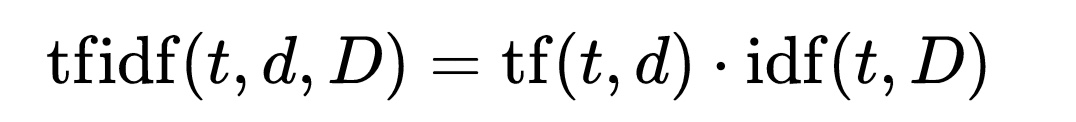 tfidf(t, d, D) = tf(t, d) · idf(t, D)